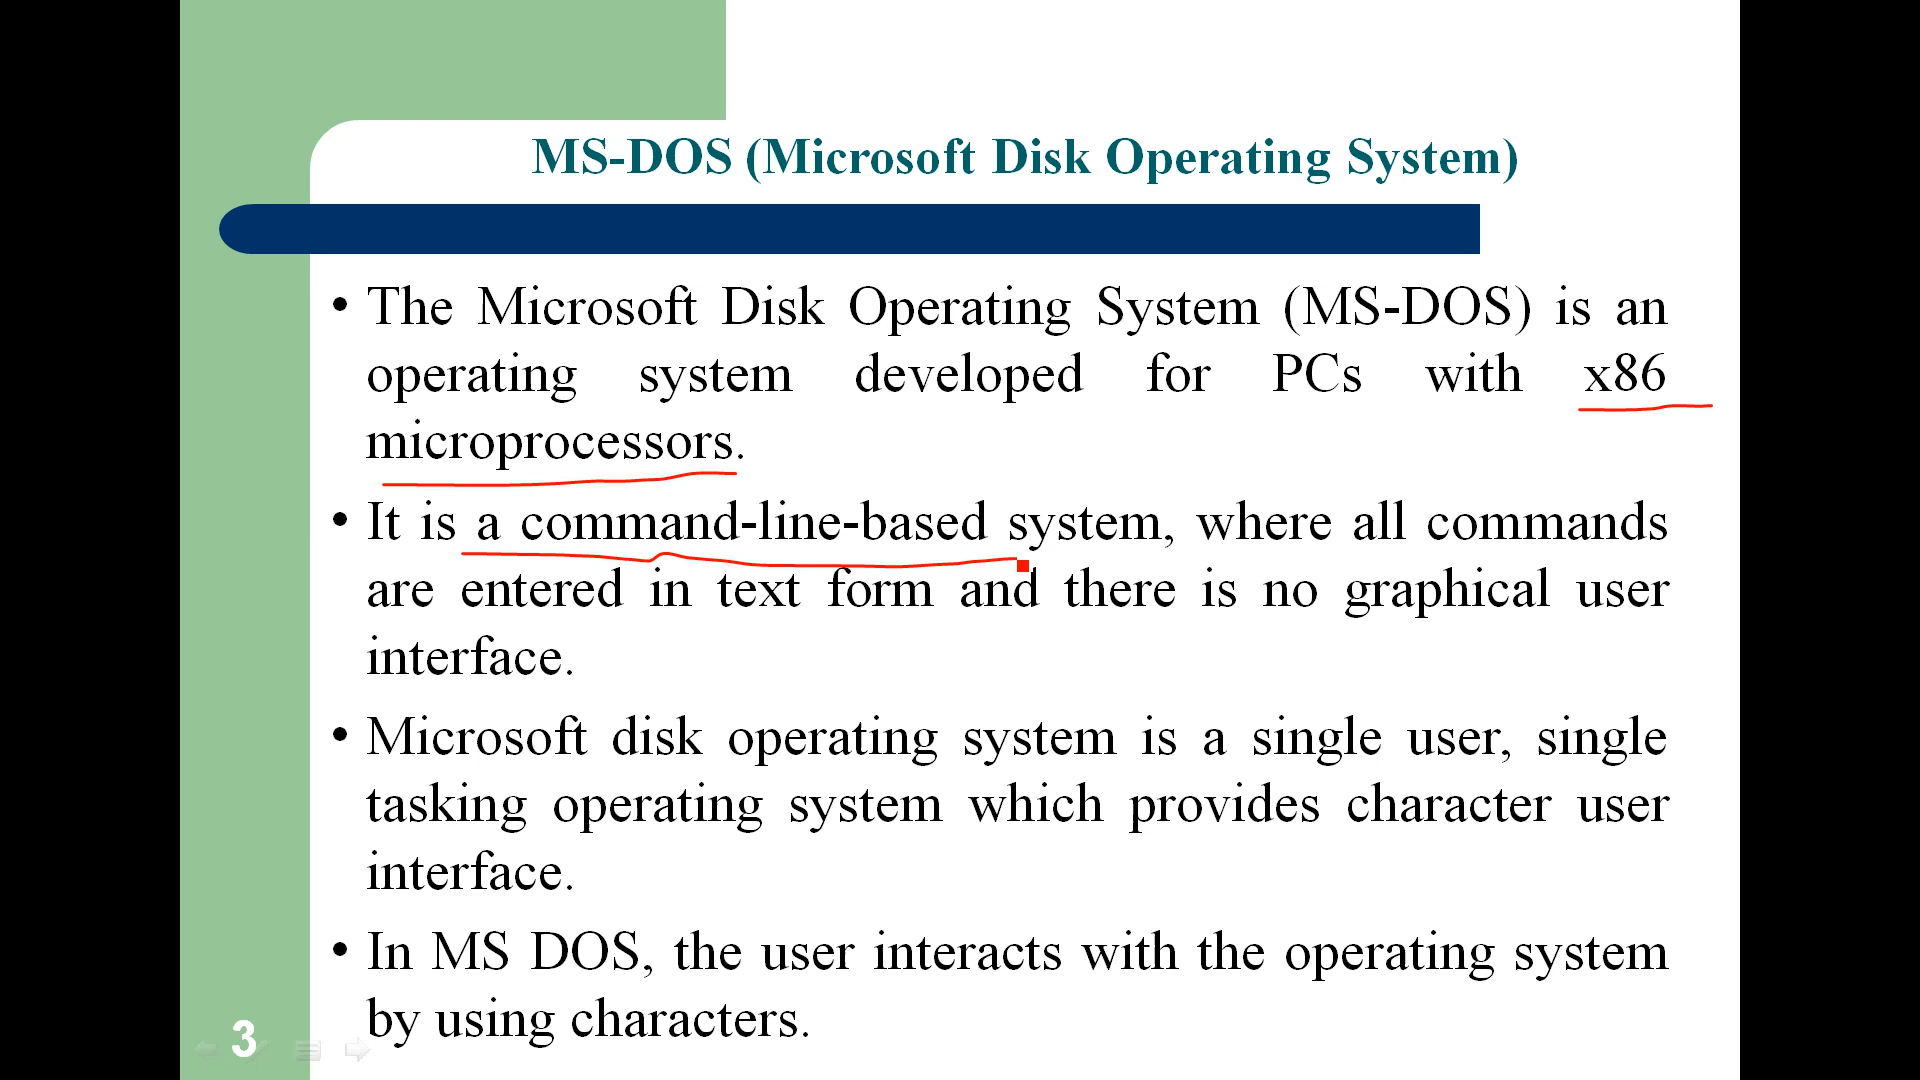 MS-DOS (Microsoft Disk Operating System)
• The Microsoft Disk Operating System (MS-DOS) is an
operating system developed for PCs with x86
microprocessors.
• It is a command-line-based system, where all commands
are entered in text form and there is no graphical user
interface.
• Microsoft disk operating system is a single user, single
tasking operating system which provides character user
interface.
• In MS DOS, the user interacts with the operating system
by using characters.
3